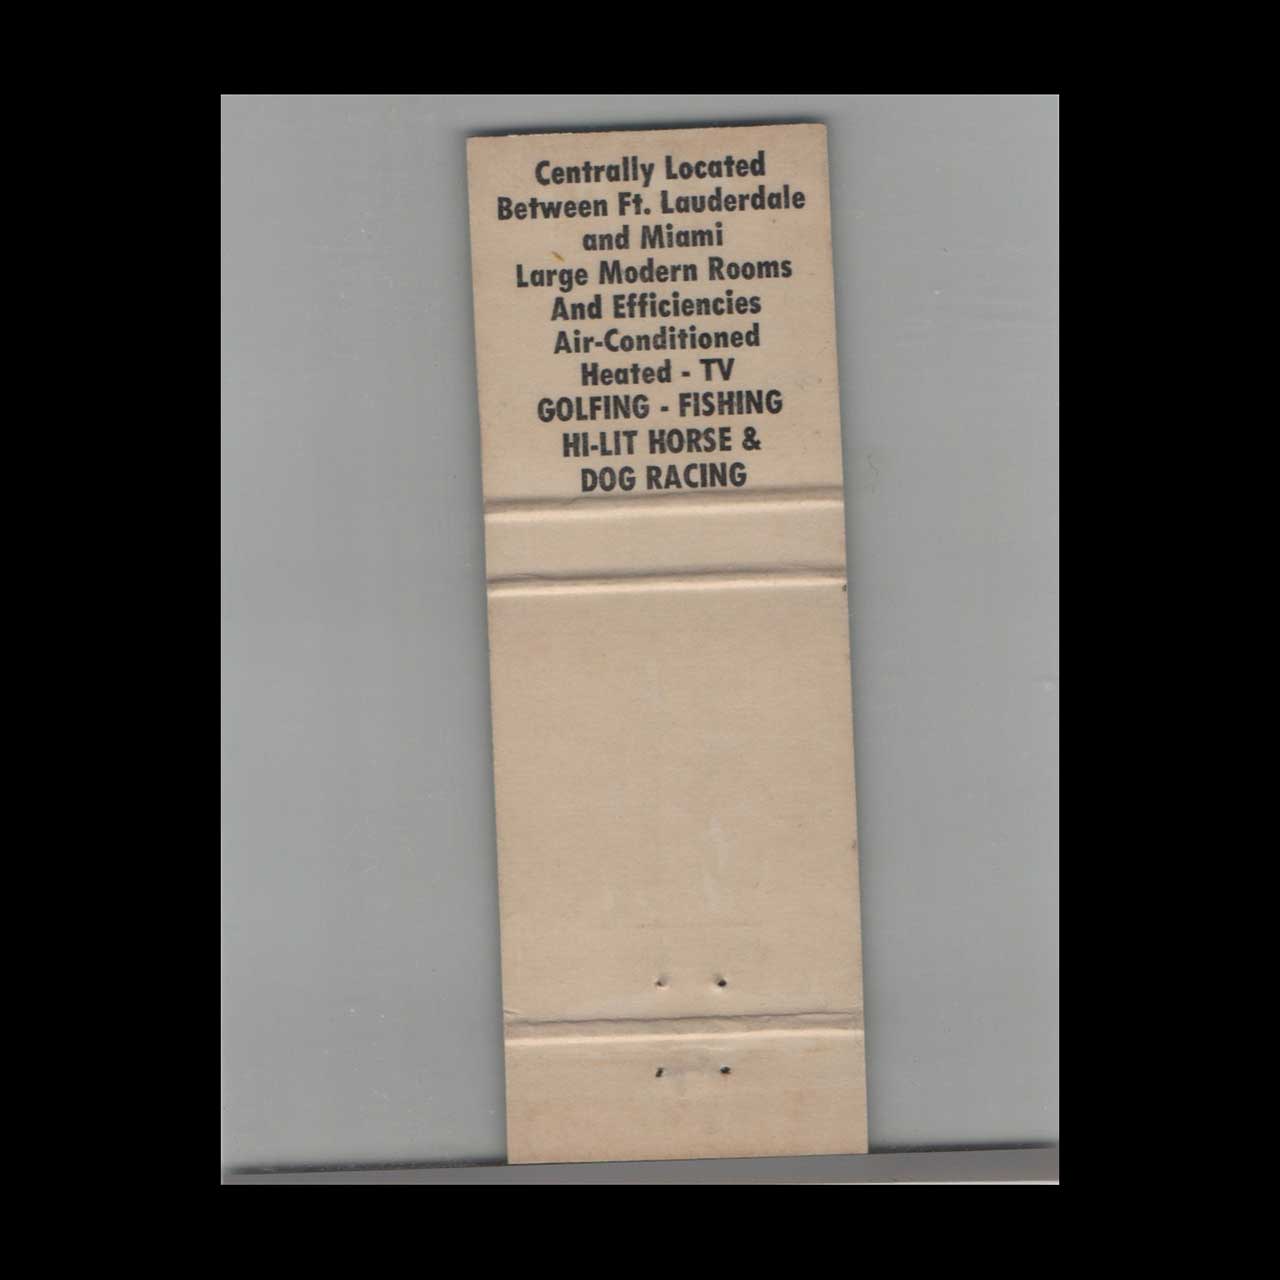 Centrally Located
Between Ft. Lauderdale
and Miami
Large Modern Rooms
And Efficiencies
Air-Conditioned
Heated - TV
GOLFING - FISHING
HI-LIT HORSE &
DOG RACING